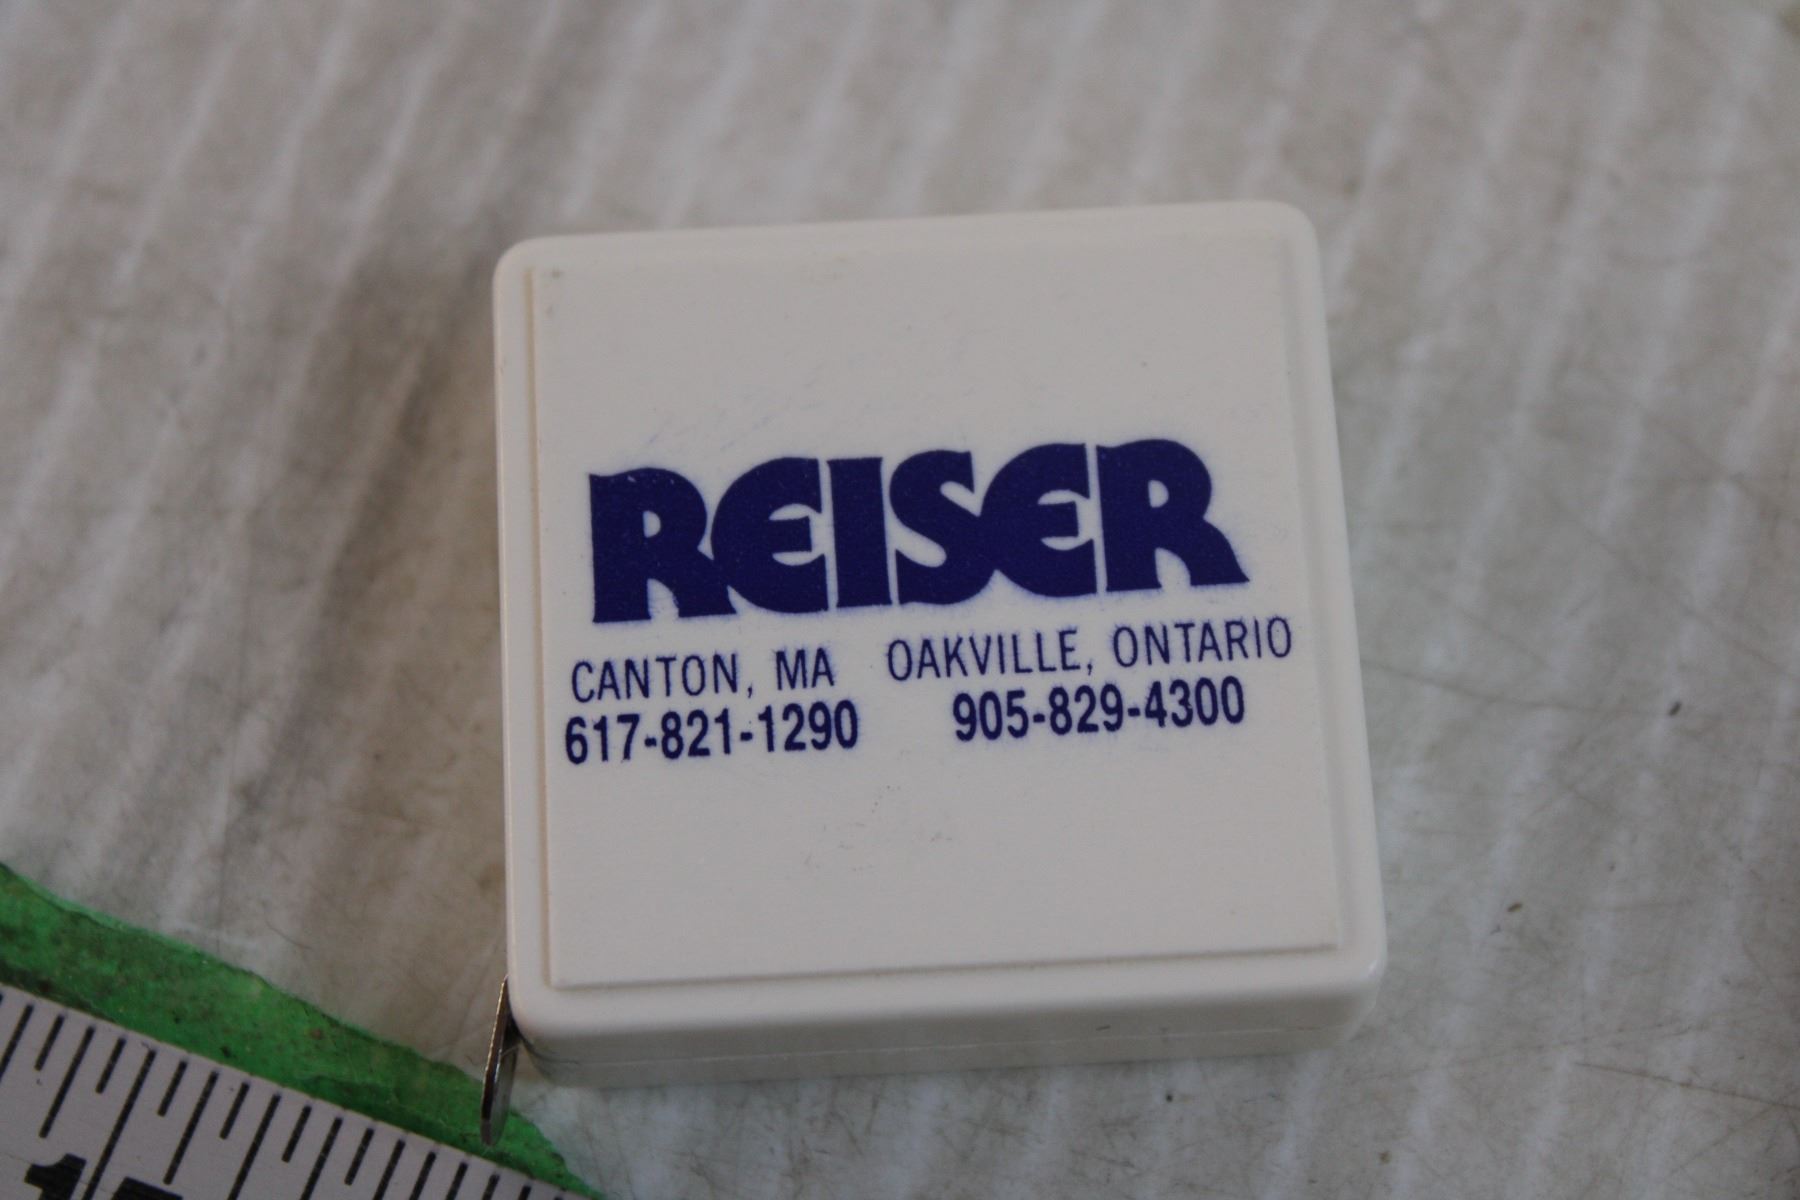 REISER
CANTON, MA OAKVILLE, ONTARIO
617-821-1290 905-829-4300